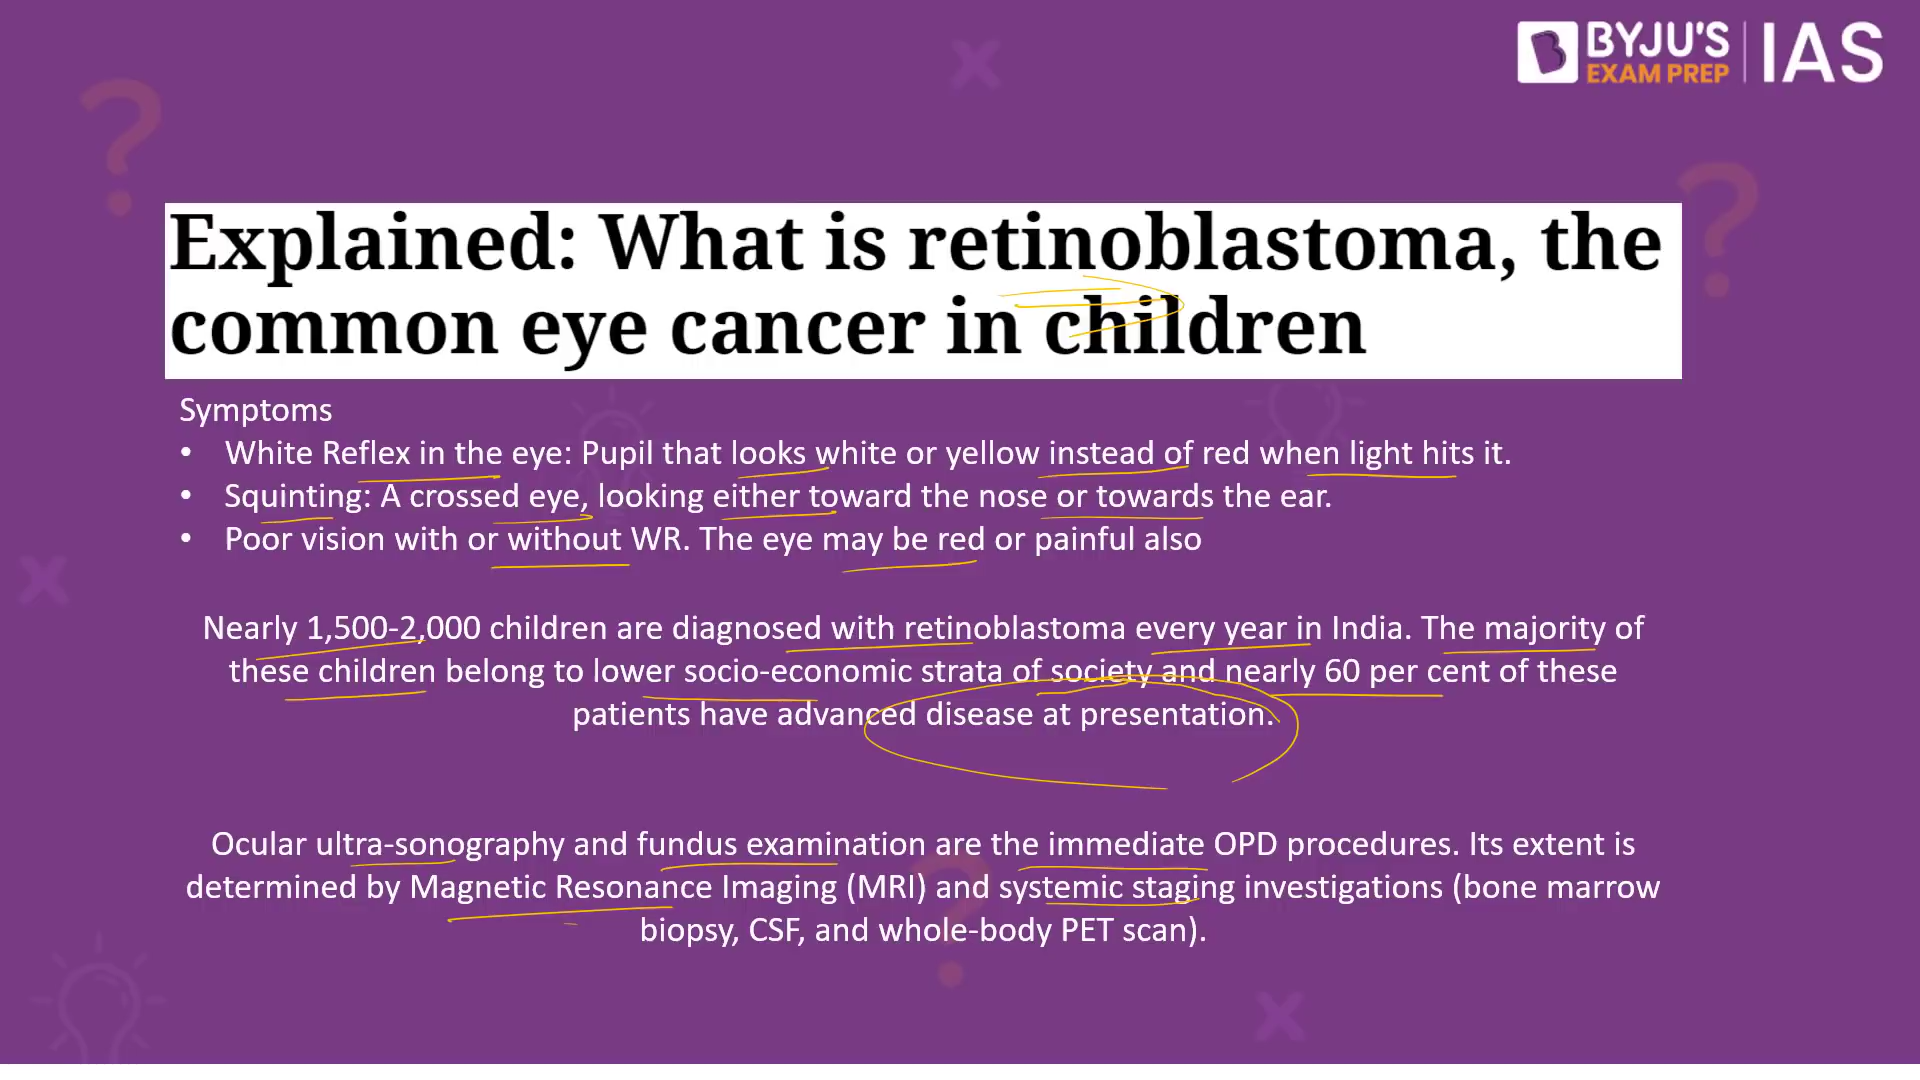 BYJU'S
EXAM PREP
IAS
Explained: What is retinoblastoma, the
common eye cancer in children
Symptoms
• White Reflex in the eye: Pupil that looks white or yellow instead of red when light hits it.
• Squinting: A crossed eye, looking either toward the nose or towards the ear.
• Poor vision with or without WR. The eye may be red or painful also
Nearly 1,500-2,000 children are diagnosed with retinoblastoma every year in India. The majority of
these children belong to lower socio-economic strata of society and nearly 60 per cent of these
patients have advanced disease at presentation.
Ocular ultra-sonography and fundus examination are the immediate OPD procedures. Its extent is
determined by Magnetic Resonance Imaging (MRI) and systemic staging investigations (bone marrow
biopsy, CSF, and whole-body PET scan).